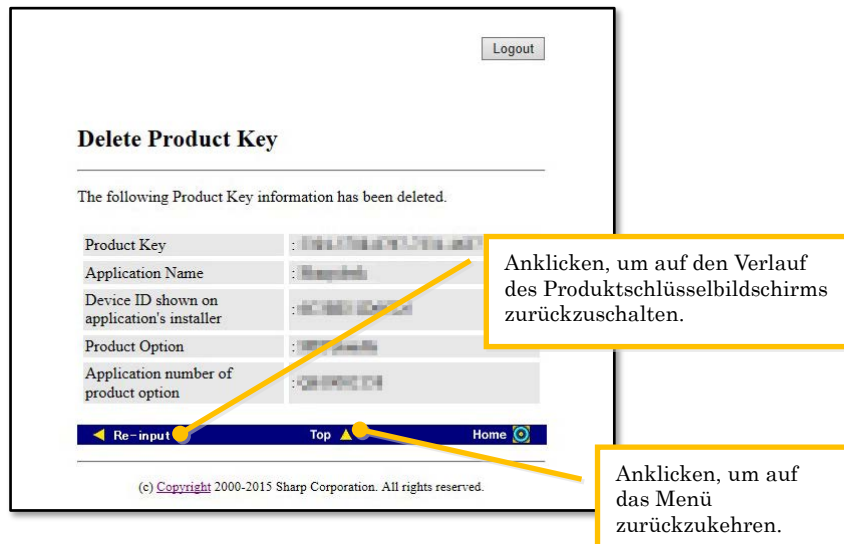 Logout
Delete Product Key
The following Product Key information has been deleted.
Product Key :
Application Name :
Device ID shown on
application's installer :
Product Option :
Application number of
product option :
Anklicken, um auf den Verlauf
des Produktschlüsselbildschirms
zurückzuschalten.
Re-input Top Home
(c) Copyright 2000-2015 Sharp Corporation. All rights reserved.
Anklicken, um auf
das Menü
zurückzukehren.